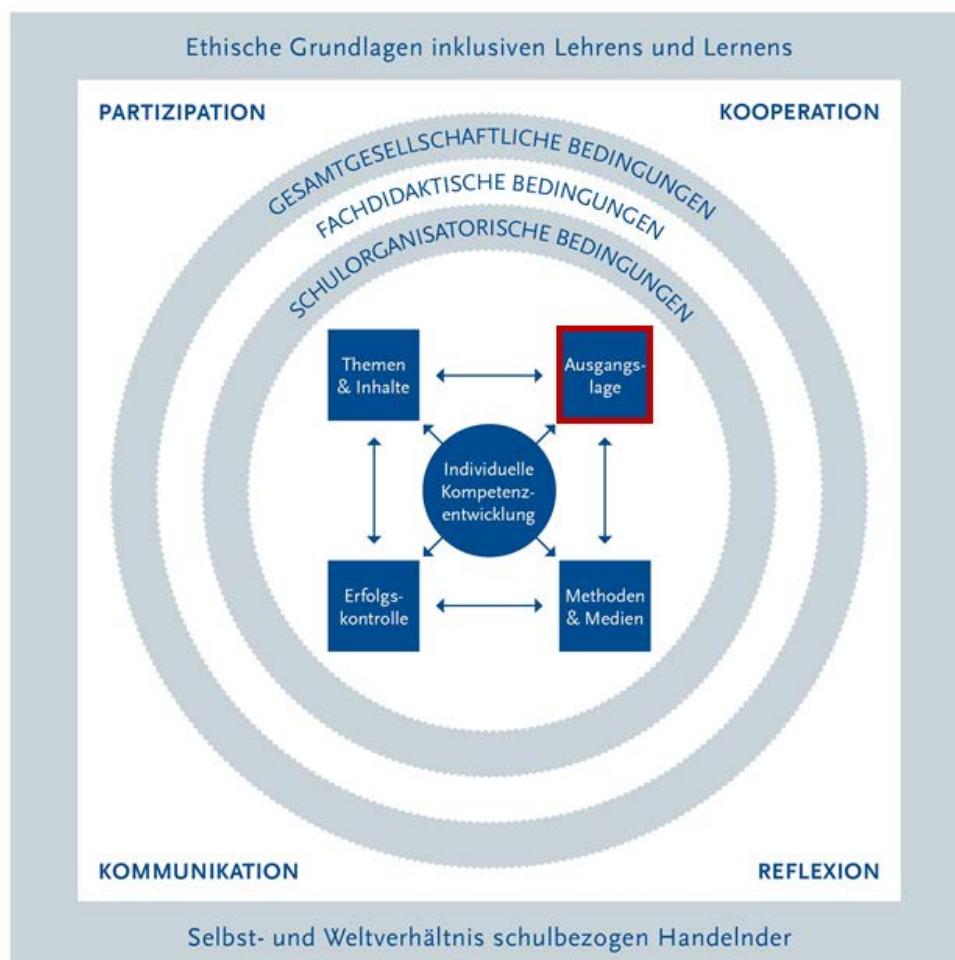 Ethische Grundlagen inklusiven Lehrens und Lernens
PARTIZIPATION
KOOPERATION
GESAMTGESELLSCHAFTLICHE BEDINGUNGEN
FACHDIDAKTISCHE BEDINGUNGEN
SCHULORGANISATORISCHE BEDINGUNGEN
Themen
& Inhalte
Ausgangs-
lage
Individuelle
Kompetenz-
entwicklung
Erfolgs-
kontrolle
Methoden
& Medien
KOMMUNIKATION
REFLEXION
Selbst- und Weltverhältnis schulbezogen Handelnder